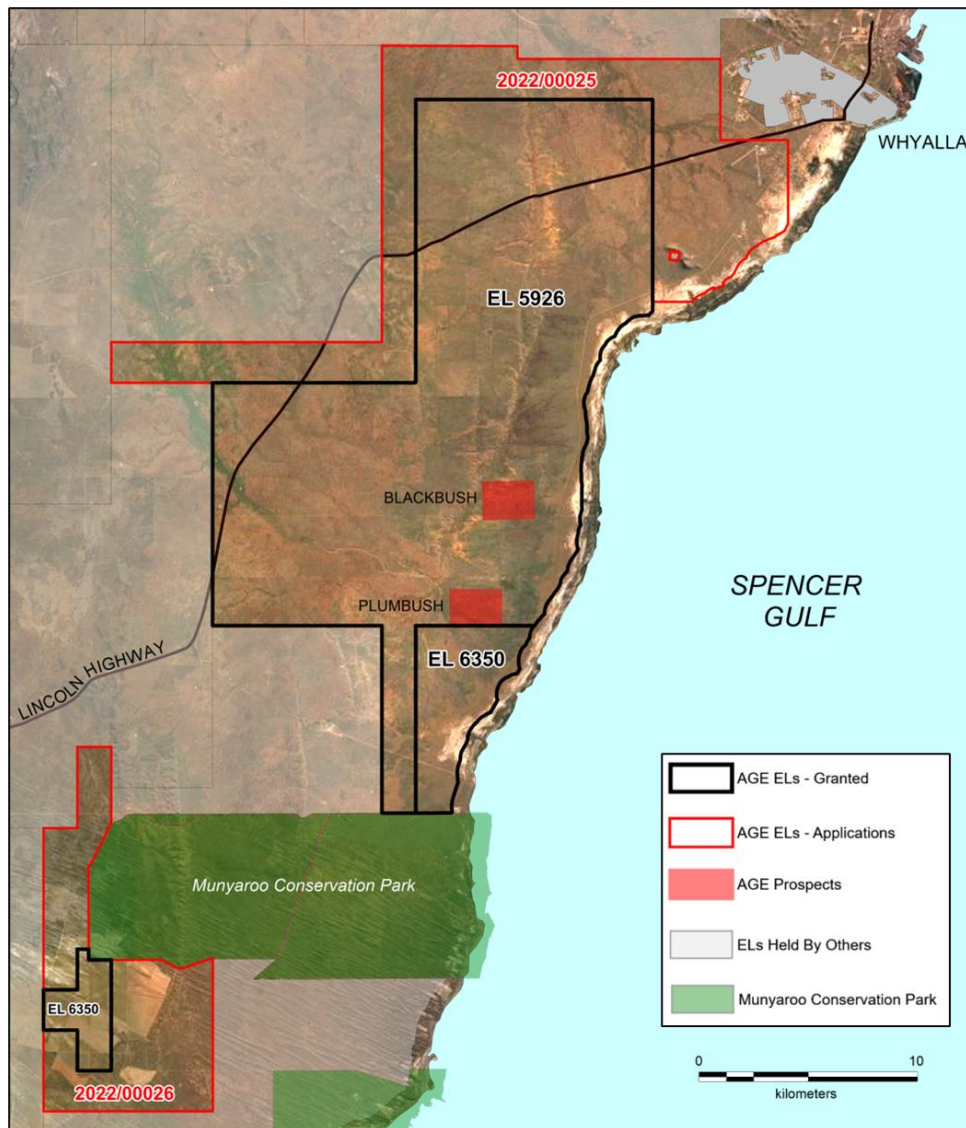 2022/00025
WHYALLA
EL 5926
BLACKBUSH
SPENCER
GULF
PLUMBUSH
EL 6350
LINCOLN HIGHWAY
Munyaroo Conservation Park
EL 6350
2022/00026
AGE ELs - Granted
AGE ELs - Applications
AGE Prospects
ELs Held By Others
Munyaroo Conservation Park
0 10
kilometers